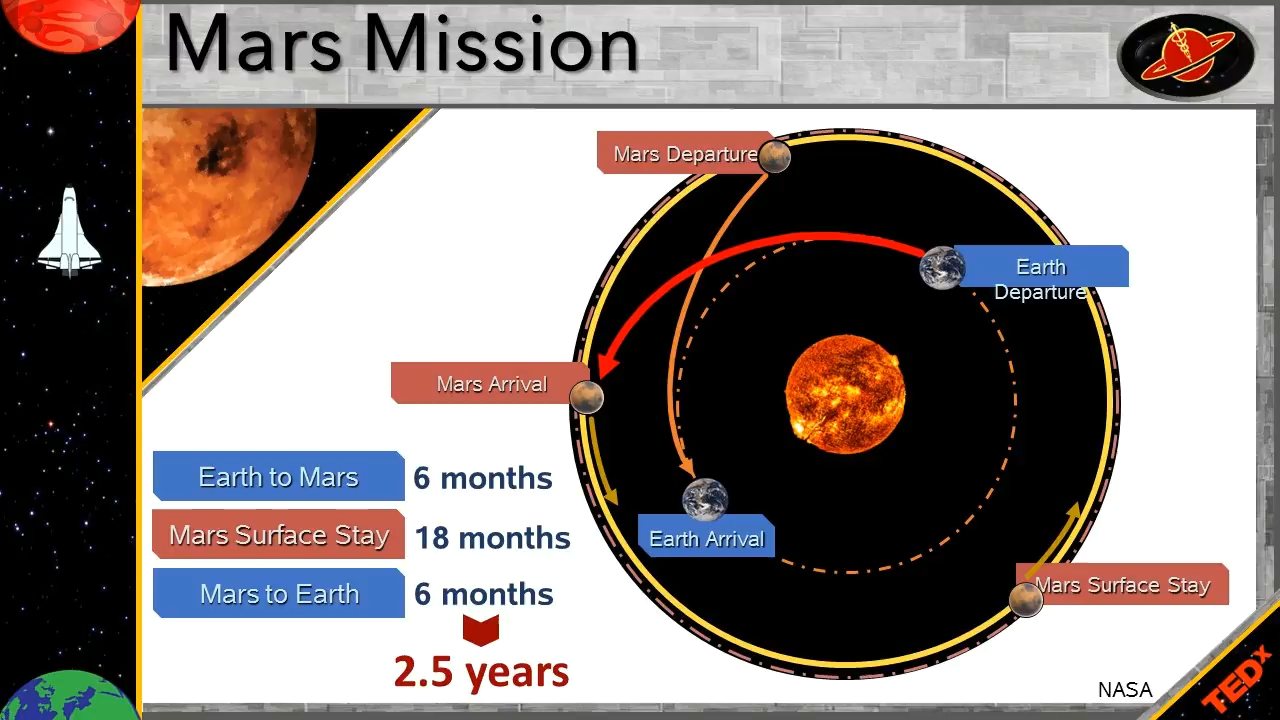 Mars Mission
Mars Departure
Earth
Departure
Mars Arrival
Earth to Mars 6 months
Mars Surface Stay 18 months
Earth Arrival
Mars Surface Stay
Mars to Earth 6 months
2.5 years
NASA
TEDx